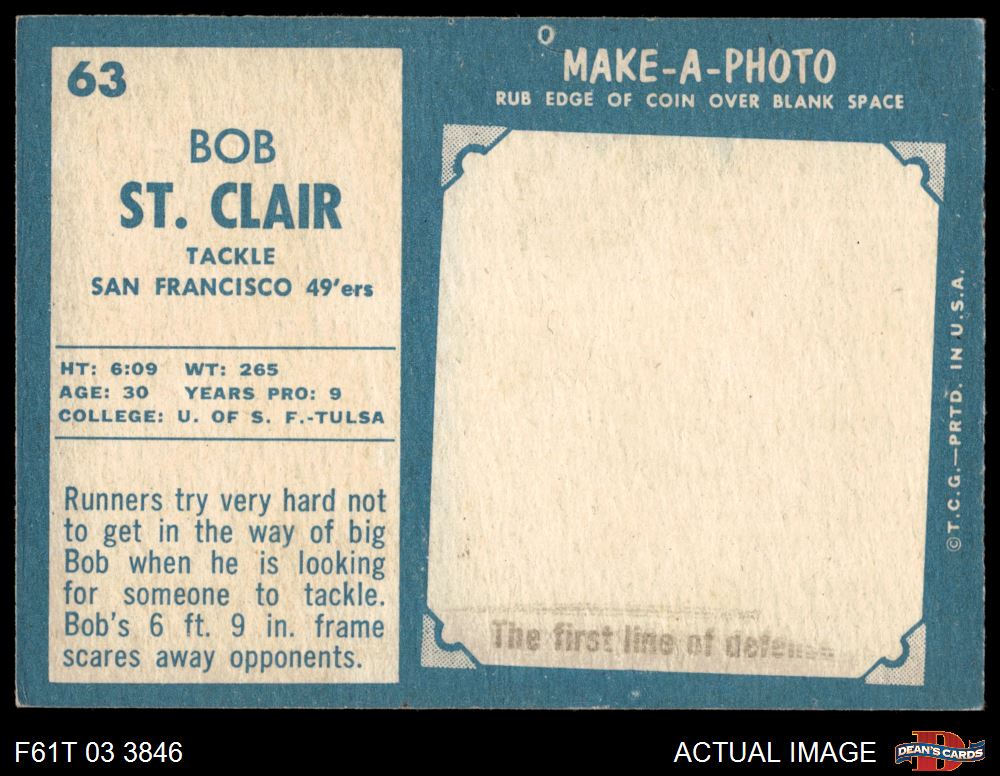 63
BOB
ST. CLAIR
TACKLE
SAN FRANCISCO 49'ers
HT: 6:09 WT: 265
AGE: 30 YEARS PRO: 9
COLLEGE: U. OF S. F.-TULSA
Runners try very hard not
to get in the way of big
Bob when he is looking
for someone to tackle.
Bob's 6 ft. 9 in. frame
scares away opponents.
MAKE-A-PHOTO
RUB EDGE OF COIN OVER BLANK SPACE
The first line of defense
©T.C.G.—PRTD. IN U.S.A.
F61T 03 3846
ACTUAL IMAGE
DEAN'S CARDS